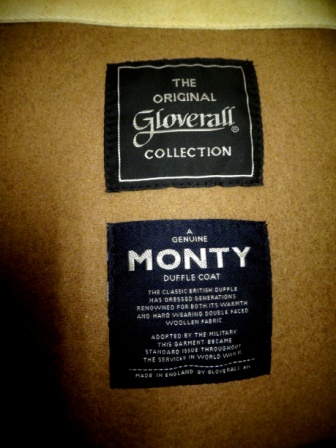 THE
ORIGINAL
Gloverall®
COLLECTION
A
GENUINE
MONTY
DUFFLE COAT
THE CLASSIC BRITISH DUFFLE
HAS DRESSED GENERATIONS
RENOWNED FOR BOTH ITS WARMTH
AND HARD WEARING DOUBLE FACED
WOOLLEN FABRIC
ADOPTED BY THE MILITARY
THIS GARMENT BECAME
STANDARD ISSUE THROUGHOUT
THE SERVICES IN WORLD WAR II
MADE IN ENGLAND BY GLOVERALL